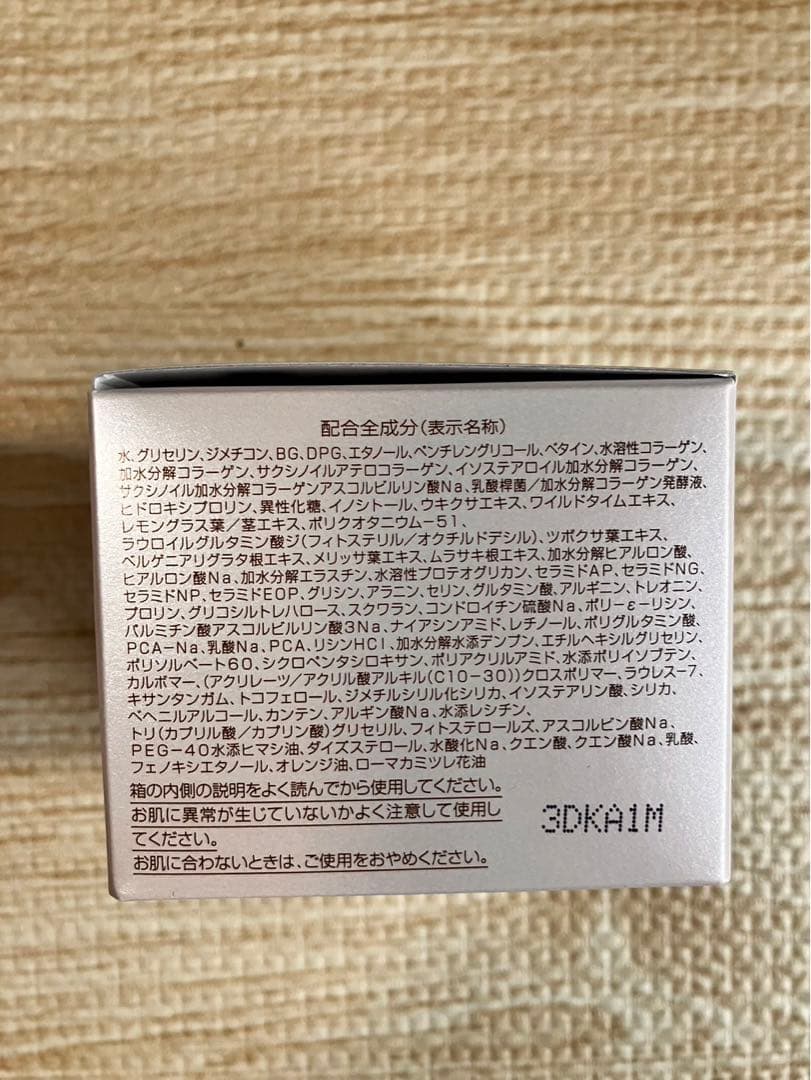 配合全成分(表示名称)
水、グリセリン、ジメチコン、BG、DPG、エタノール、ペンチレングリコール、ベタイン、水溶性コラーゲン、
加水分解コラーゲン、サクシノイルアテロコラーゲン、イソステアロイル加水分解コラーゲン、
サクシノイル加水分解コラーゲンアスコルビルリン酸Na、乳酸桿菌/加水分解コラーゲン発酵液、
ヒドロキシプロリン、異性化糖、イノシトール、ウキクサエキス、ワイルドタイムエキス、
レモングラス葉/茎エキス、ポリクオタニウム-51、
ラウロイルグルタミン酸ジ(フィトステリル/オクチルドデシル)、ツボクサ葉エキス、
ベルゲニアリグラタ根エキス、メリッサ葉エキス、ムラサキ根エキス、加水分解ヒアルロン酸、
ヒアルロン酸Na、加水分解エラスチン、水溶性プロテオグリカン、セラミドAP、セラミドNG、
セラミドNP、セラミドEOP、グリシン、アラニン、セリン、グルタミン酸、アルギニン、トレオニン、
プロリン、グリコシルトレハロース、スクワラン、コンドロイチン硫酸Na、ポリ-ε-リシン、
パルミチン酸アスコルビルリン酸3Na、ナイアシンアミド、レチノール、ポリグルタミン酸、
PCA-Na、乳酸Na、PCA、リシンHCl、加水分解水添デンプン、エチルヘキシルグリセリン、
ポリソルベート60、シクロペンタシロキサン、ポリアクリルアミド、水添ポリイソブテン、
カルボマー、(アクリレーツ/アクリル酸アルキル(C10-30))クロスポリマー、ラウレス-7、
キサンタンガム、トコフェロール、ジメチルシリル化シリカ、イソステアリン酸、シリカ、
ベヘニルアルコール、カンテン、アルギン酸Na、水添レシチン、
トリ(カプリル酸/カプリン酸)グリセリル、フィトステロールズ、アスコルビン酸Na、
PEG-40水添ヒマシ油、ダイズステロール、水酸化Na、クエン酸、クエン酸Na、乳酸、
フェノキシエタノール、オレンジ油、ローマカミツレ花油
箱の内側の説明をよく読んでから使用してください。
お肌に異常が生じていないかよく注意して使用し
てください。
お肌に合わないときは、ご使用をおやめください。
3DKA1M